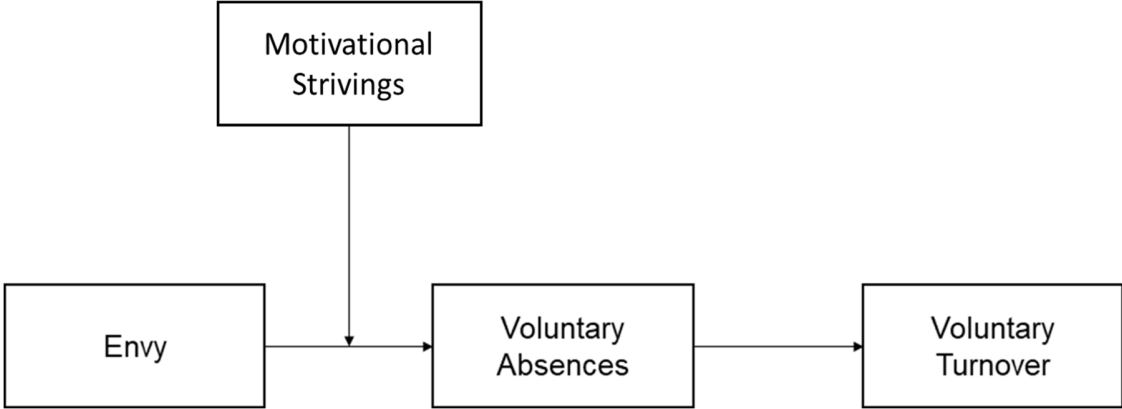 Motivational
Strivings
Envy
Voluntary
Absences
Voluntary
Turnover